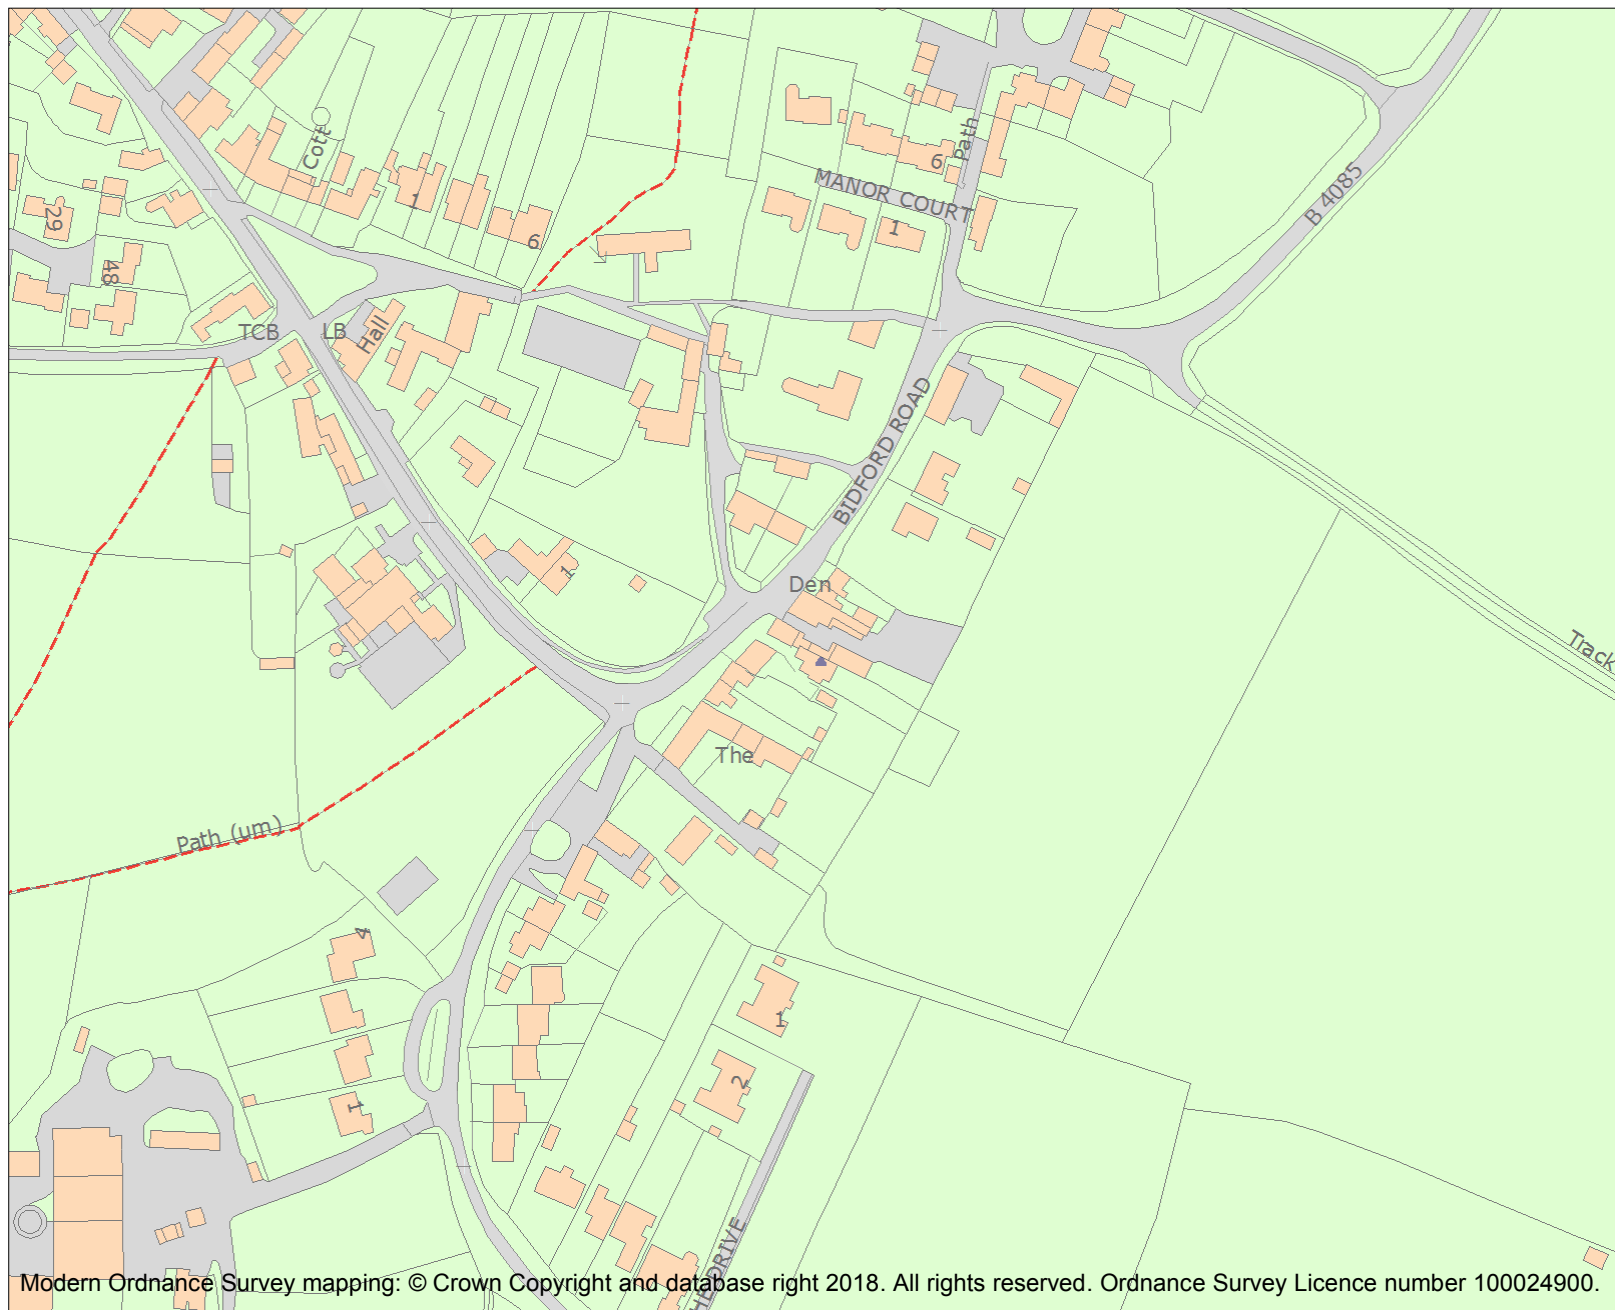 Cott
Path
6
MANOR COURT
1
B 4085
1
29
6
48
TCB
LB
Hall
BIDFORD ROAD
1
Den
Track
The
Path (um)
4
1
2
1
HE DRIVE
Modern Ordnance Survey mapping: © Crown Copyright and database right 2018. All rights reserved. Ordnance Survey Licence number 100024900.